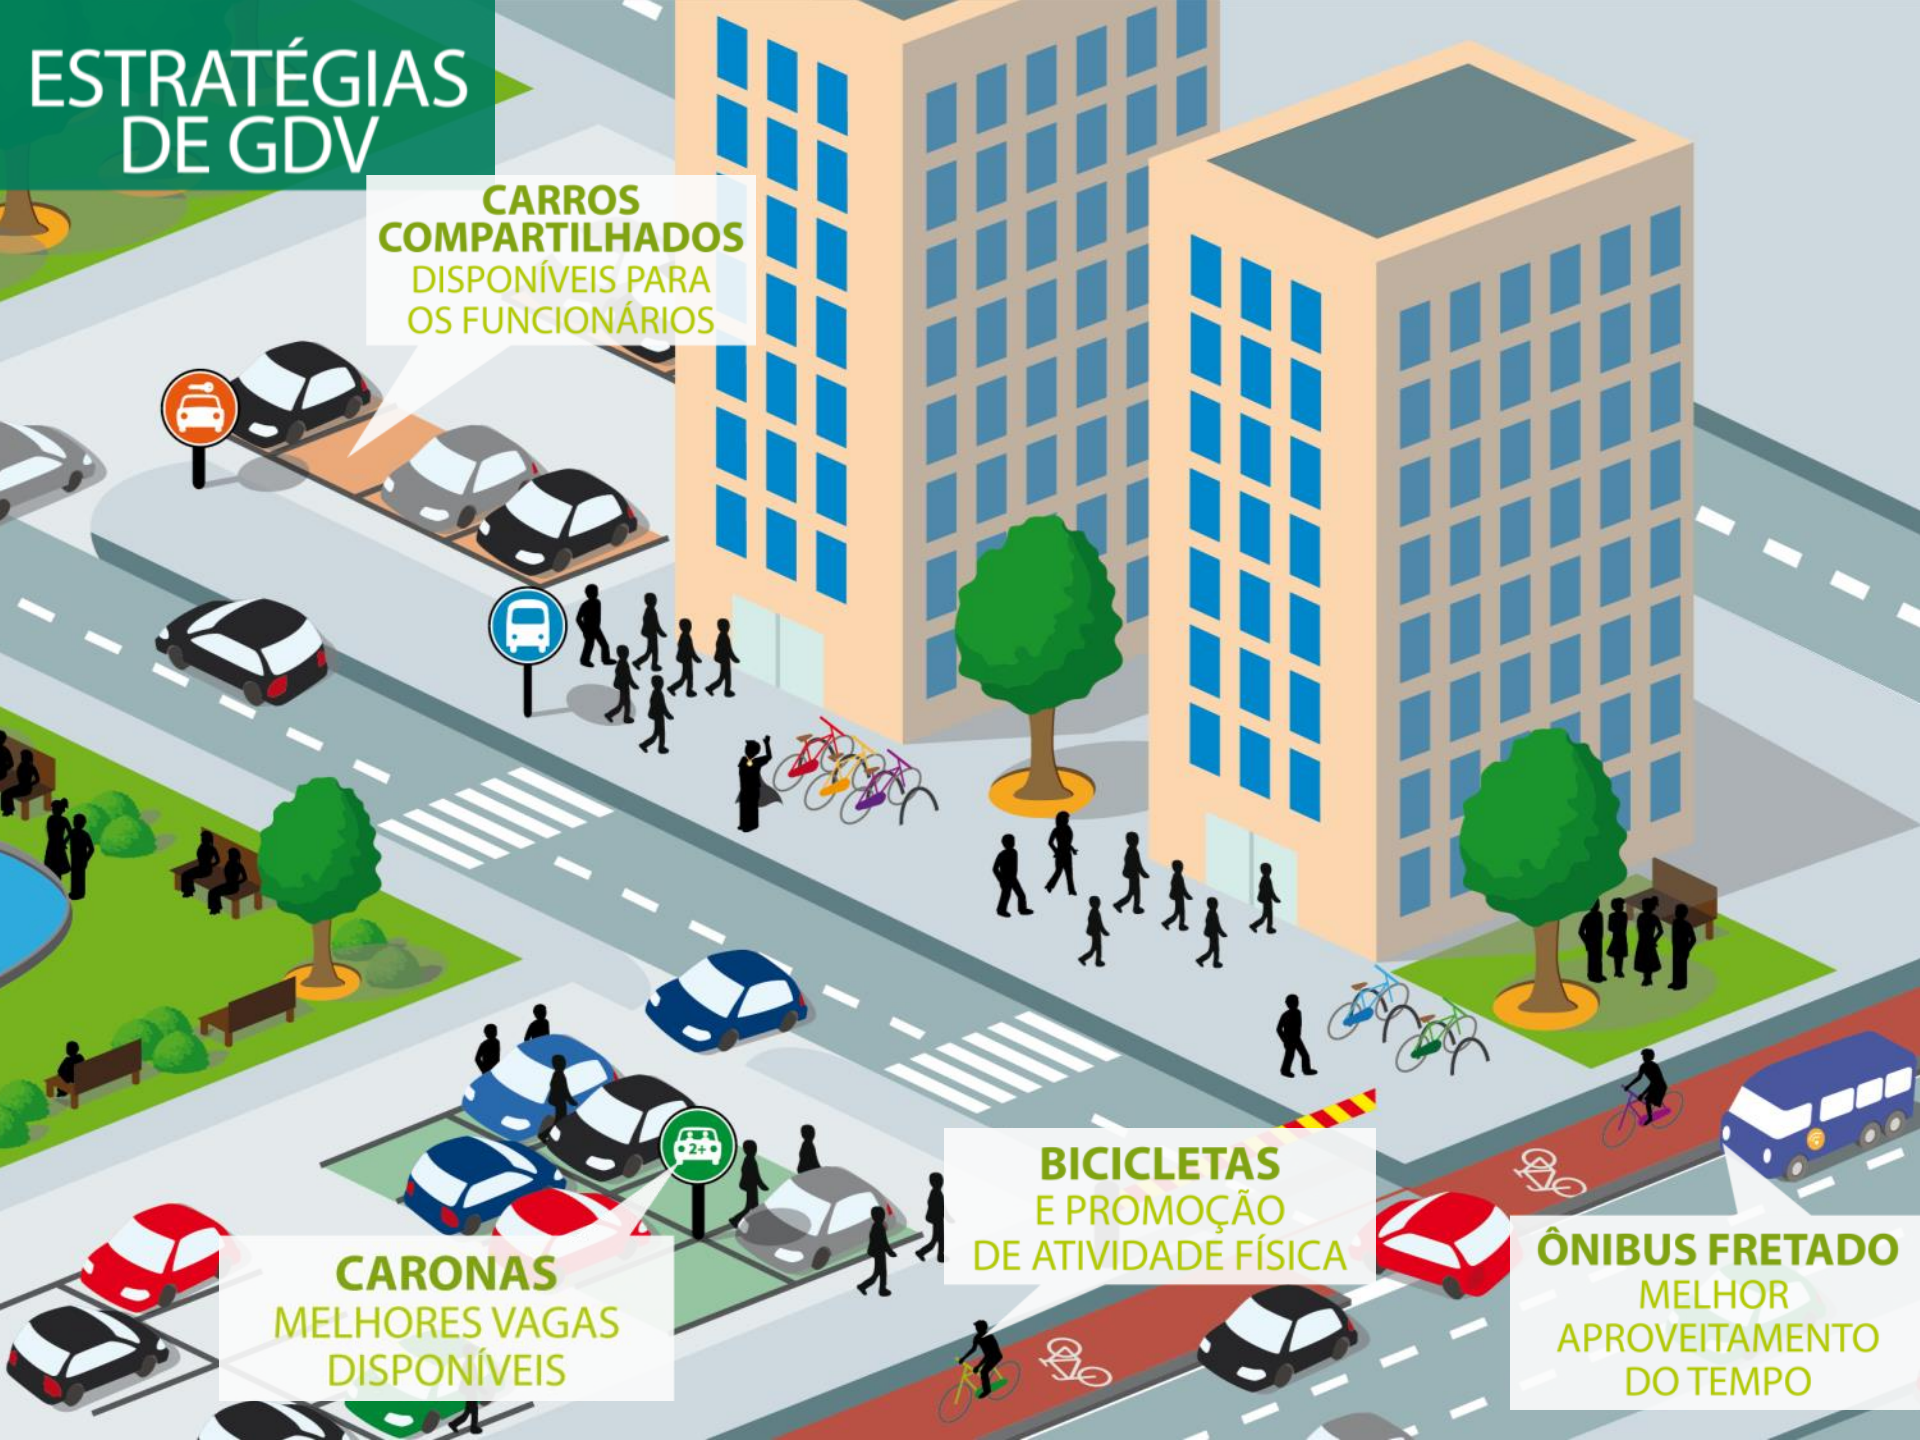 ESTRATÉGIAS
DE GDV
CARROS
COMPARTILHADOS
DISPONÍVEIS PARA
OS FUNCIONÁRIOS
2+
CARONAS
MELHORES VAGAS
DISPONÍVEIS
BICICLETAS
E PROMOÇÃO
DE ATIVIDADE FÍSICA
ÔNIBUS FRETADO
MELHOR
APROVEITAMENTO
DO TEMPO